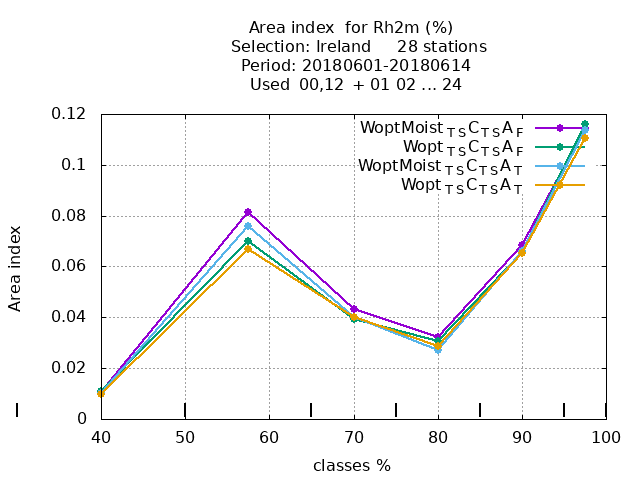 Area index  for Rh2m (%)
Selection: Ireland     28 stations
Period: 20180601-20180614
Used  00,12  + 01 02 ... 24
WoptMoist TS C TS A F
Wopt TS C TS A F
WoptMoist TS C TS A T
Wopt TS C TS A T
0.12
0.1
0.08
0.06
0.04
0.02
0
Area index
40 50 60 70 80 90 100
classes %